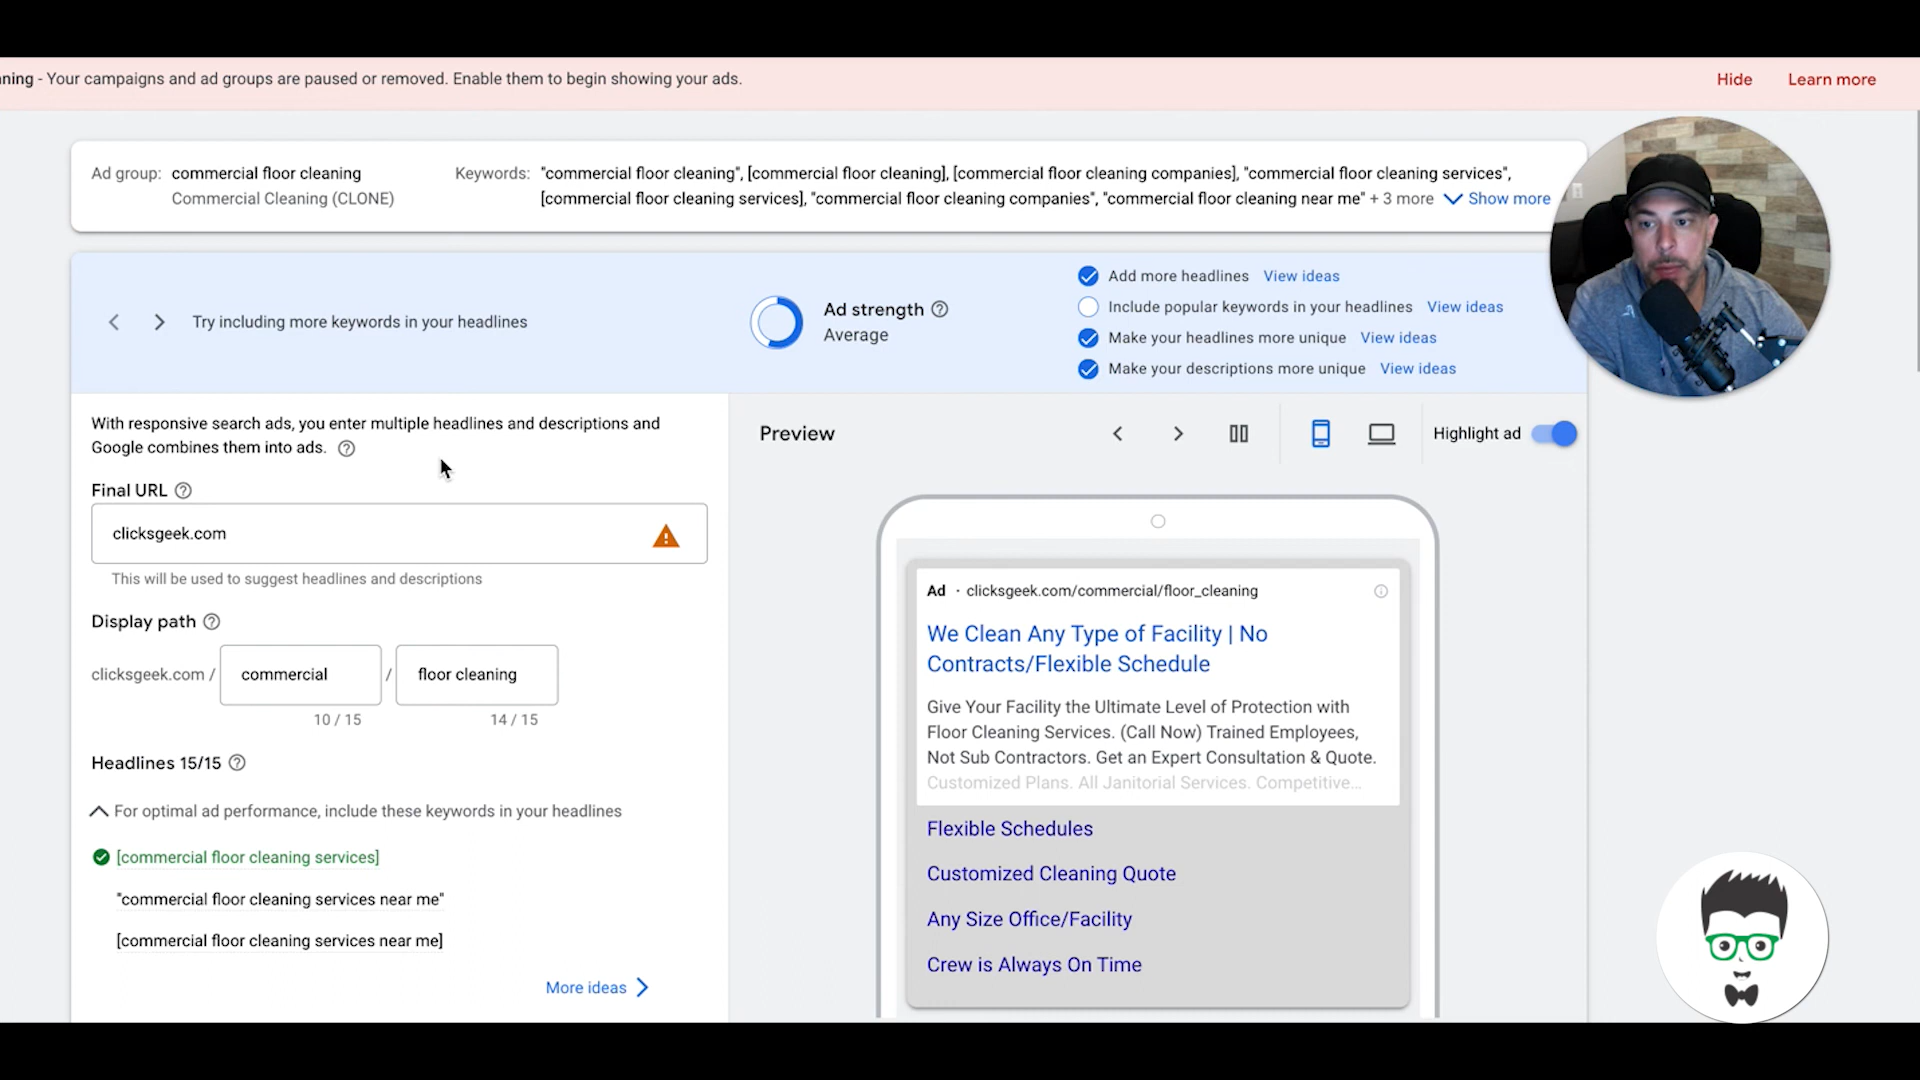 ning - Your campaigns and ad groups are paused or removed. Enable them to begin showing your ads.
Hide Learn more
Ad group: commercial floor cleaning
Commercial Cleaning (CLONE)
Keywords: "commercial floor cleaning", [commercial floor cleaning], [commercial floor cleaning companies], "commercial floor cleaning services",
[commercial floor cleaning services], "commercial floor cleaning companies", "commercial floor cleaning near me" + 3 more Show more
Try including more keywords in your headlines
Ad strength
Average
Add more headlines View ideas
Include popular keywords in your headlines View ideas
Make your headlines more unique View ideas
Make your descriptions more unique View ideas
With responsive search ads, you enter multiple headlines and descriptions and
Google combines them into ads.
Final URL
clicksgeek.com
This will be used to suggest headlines and descriptions
Display path
clicksgeek.com / commercial / floor cleaning
10 / 15 14 / 15
Headlines 15/15
For optimal ad performance, include these keywords in your headlines
[commercial floor cleaning services]
"commercial floor cleaning services near me"
[commercial floor cleaning services near me]
More ideas
Preview
Highlight ad
Ad · clicksgeek.com/commercial/floor_cleaning
We Clean Any Type of Facility | No
Contracts/Flexible Schedule
Give Your Facility the Ultimate Level of Protection with
Floor Cleaning Services. (Call Now) Trained Employees,
Not Sub Contractors. Get an Expert Consultation & Quote.
Customized Plans. All Janitorial Services. Competitive...
Flexible Schedules
Customized Cleaning Quote
Any Size Office/Facility
Crew is Always On Time